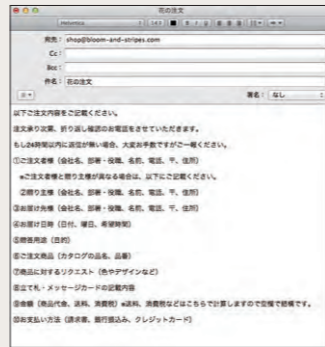 花の注文
Helvetica
宛先： shop@bloom-and-stripes.com
Cc：
Bcc：
件名： 花の注文
署名： なし
以下ご注文内容をご記載ください。
注文承り次第、折り返し確認のお電話をさせていただきます。
もし24時間以内に返信が無い場合、大変お手数ですがご一報ください。
①ご注文者様（会社名、部署・役職、名前、電話、〒、住所）
※ご注文者様と贈り主様が異なる場合は、以下にご記載ください。
②贈り主様（会社名、部署・役職、名前、電話、〒、住所）
③お届け先様（会社名、部署・役職、名前、電話、〒、住所）
④お届け日時（日付、曜日、希望時間）
⑤贈答用途（目的）
⑥ご注文商品（カタログの品名、品番）
⑦商品に対するリクエスト（色やデザインなど）
⑧立て札・メッセージカードの記載内容
⑨金額（商品代金、送料、消費税）※送料、消費税などはこちらで計算しますので空欄で結構です。
⑩お支払い方法（請求書、銀行振込み、クレジットカード）